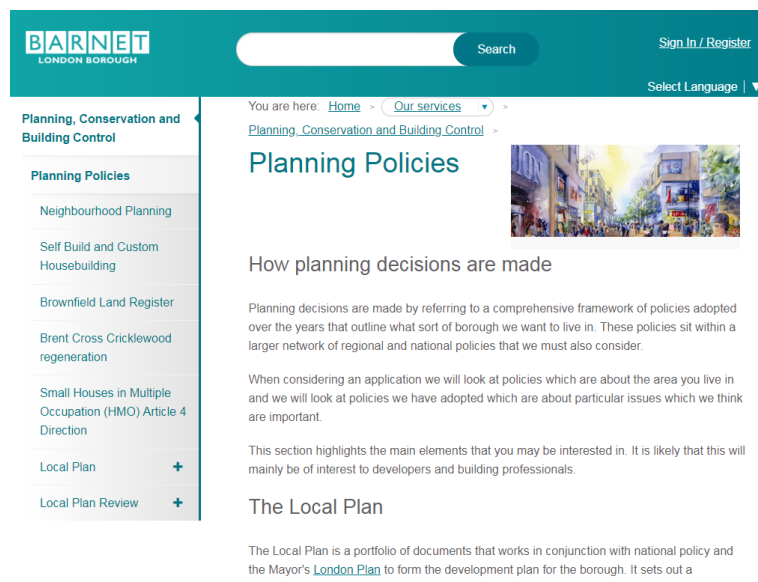 BARNET
LONDON BOROUGH
Search
Sign In / Register
Select Language | ▼
Planning, Conservation and
Building Control
Planning Policies
Neighbourhood Planning
Self Build and Custom
Housebuilding
Brownfield Land Register
Brent Cross Cricklewood
regeneration
Small Houses in Multiple
Occupation (HMO) Article 4
Direction
Local Plan +
Local Plan Review +
You are here: Home > Our services ▼ >
Planning, Conservation and Building Control >
Planning Policies
How planning decisions are made
Planning decisions are made by referring to a comprehensive framework of policies adopted
over the years that outline what sort of borough we want to live in. These policies sit within a
larger network of regional and national policies that we must also consider.
When considering an application we will look at policies which are about the area you live in
and we will look at policies we have adopted which are about particular issues which we think
are important.
This section highlights the main elements that you may be interested in. It is likely that this will
mainly be of interest to developers and building professionals.
The Local Plan
The Local Plan is a portfolio of documents that works in conjunction with national policy and
the Mayor's London Plan to form the development plan for the borough. It sets out a